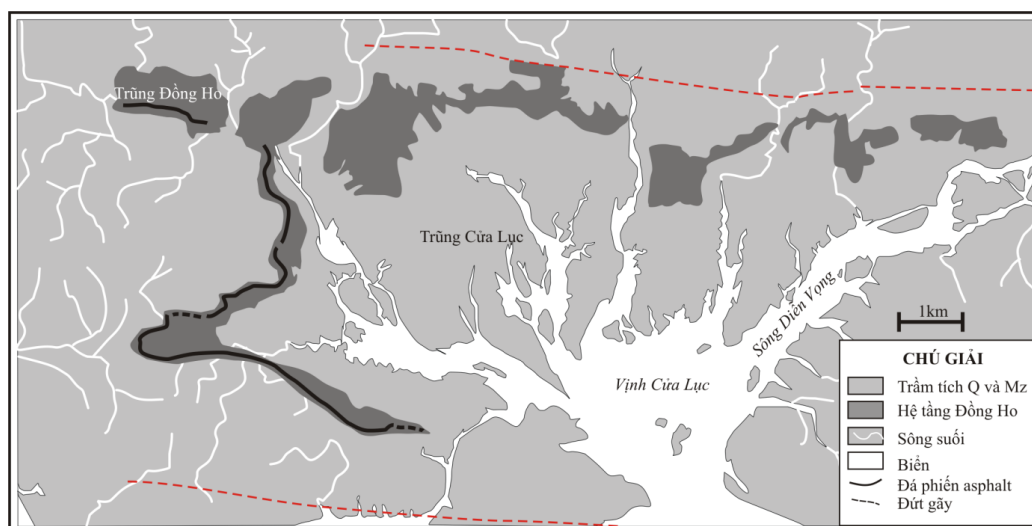 Trũng Đồng Ho
Trũng Cửa Lục
Sông Diễn Vọng
1km
Vịnh Cửa Lục
CHÚ GIẢI
Trầm tích Q và Mz
Hệ tầng Đồng Ho
Sông suối
Biển
Đá phiến asphalt
Đứt gãy